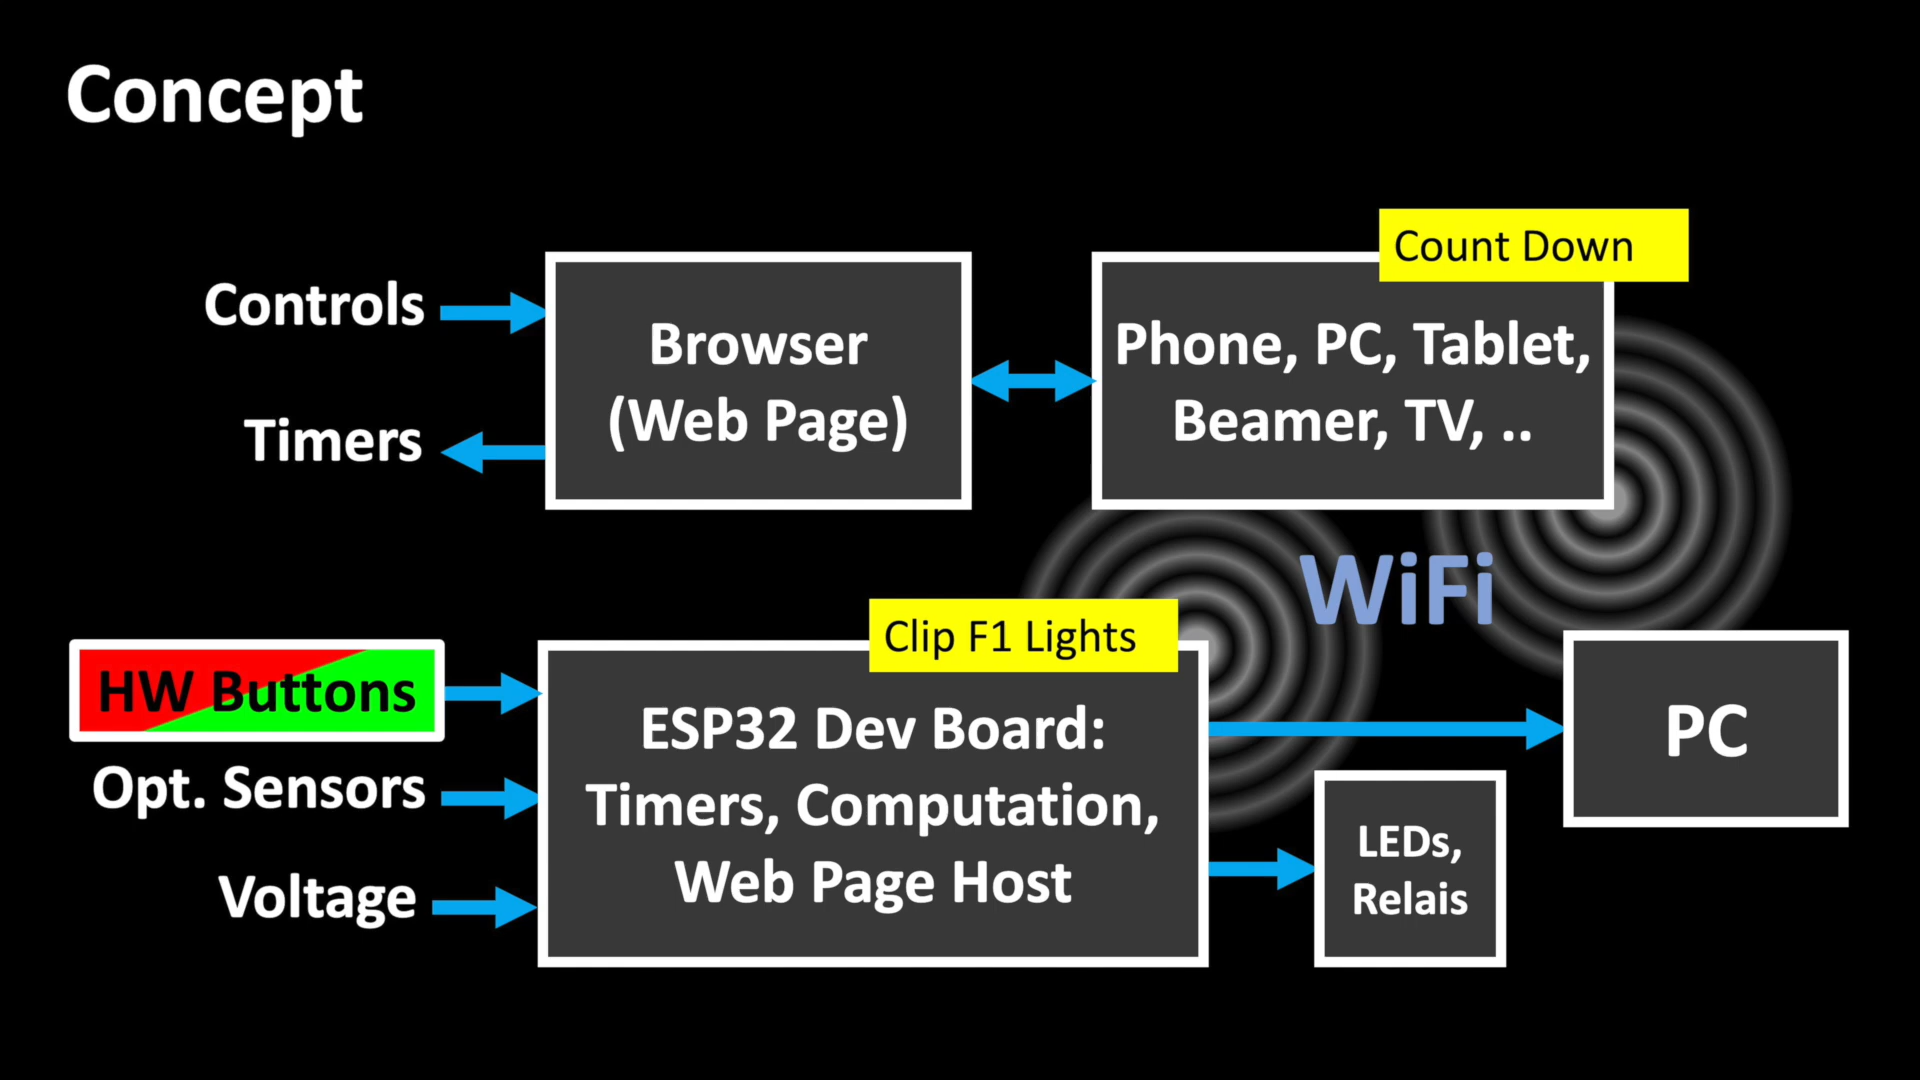 Concept
Count Down
Controls
Timers
Browser
(Web Page)
Phone, PC, Tablet,
Beamer, TV, ..
WiFi
Clip F1 Lights
HW Buttons
Opt. Sensors
Voltage
ESP32 Dev Board:
Timers, Computation,
Web Page Host
PC
LEDs,
Relais